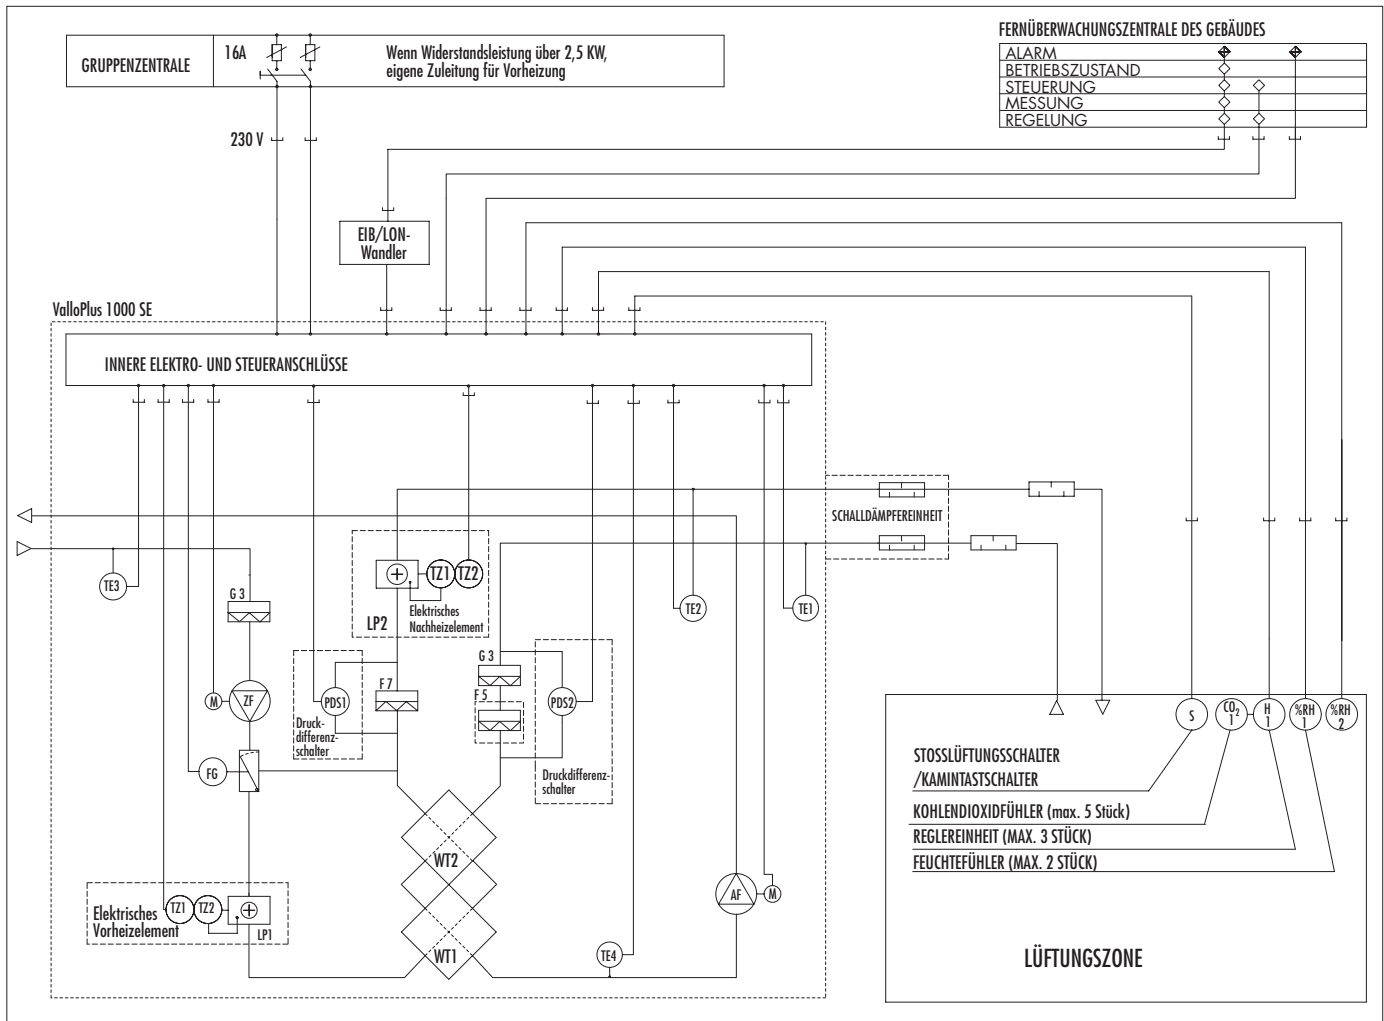 GRUPPENZENTRALE
16A
Wenn Widerstandsleistung über 2,5 KW,
eigene Zuleitung für Vorheizung
FERNÜBERWACHUNGSZENTRALE DES GEBÄUDES
ALARM
BETRIEBSZUSTAND
STEUERUNG
MESSUNG
REGELUNG
230 V
EIB/LON-
Wandler
ValloPlus 1000 SE
INNERE ELEKTRO- UND STEUERANSCHLÜSSE
SCHALLDÄMPFEREINHEIT
TE3
G 3
TZ1
TZ2
LP2
Elektrisches
Nachheizelement
TE2
TE1
M
ZF
PDS1
Druck-
differenz-
schalter
F 7
G 3
F 5
PDS2
Druckdifferenz-
schalter
FG
WT2
WT1
Elektrisches
Vorheizelement
TZ1
TZ2
LP1
AF
M
TE4
S
CO2
1
H
1
%RH
1
%RH
2
STOSSLÜFTUNGSSCHALTER
/KAMINTASTSCHALTER
KOHLENDIOXIDFÜHLER (max. 5 Stück)
REGLEREINHEIT (MAX. 3 STÜCK)
FEUCHTEFÜHLER (MAX. 2 STÜCK)
LÜFTUNGSZONE